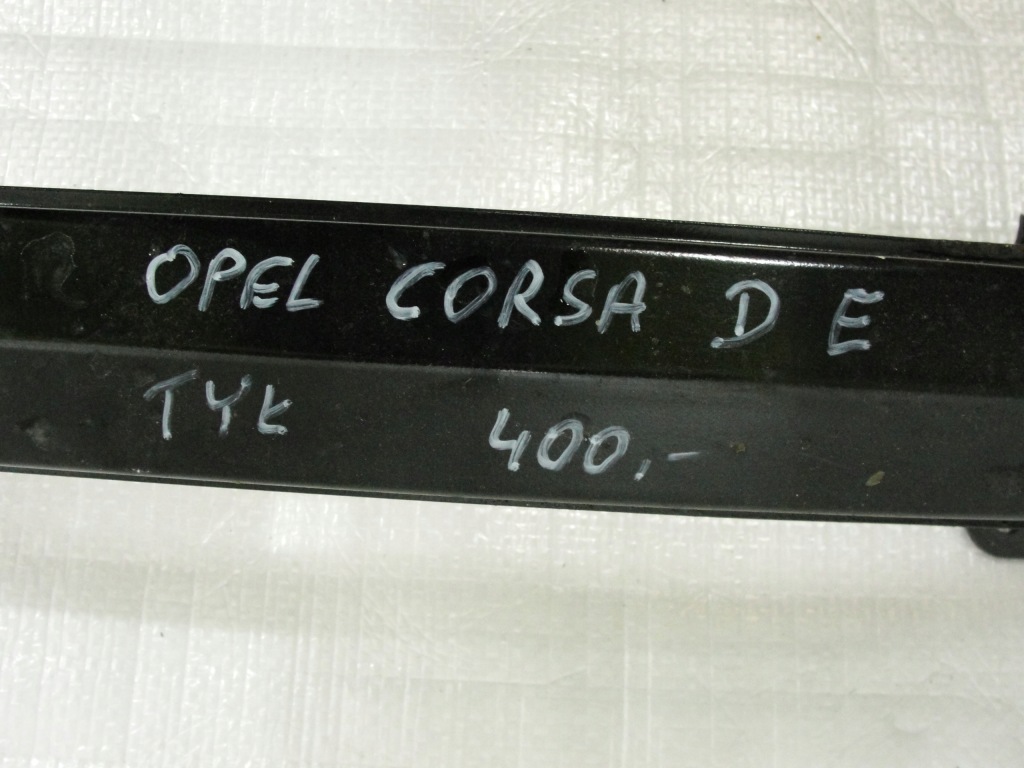 OPEL CORSA D E
TYŁ 400,-